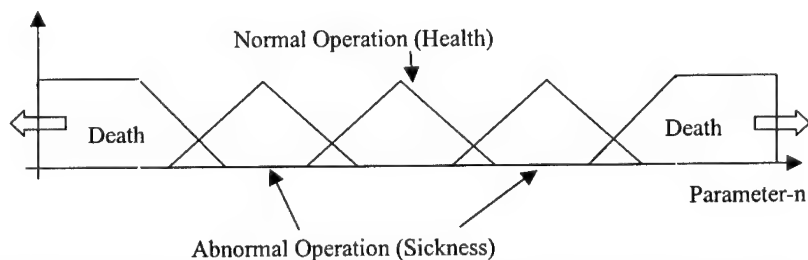 Normal Operation (Health)
Death
Death
Parameter-n
Abnormal Operation (Sickness)